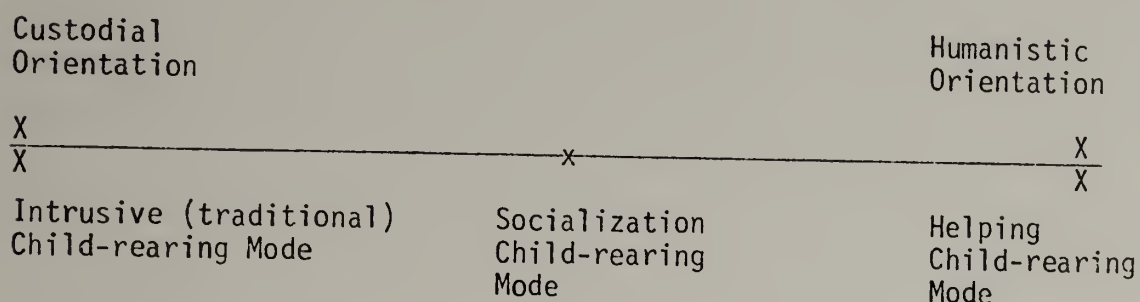 Custodial
Orientation
Humanistic
Orientation
X
X
x
X
X
Intrusive (traditional)
Child-rearing Mode
Socialization
Child-rearing
Mode
Helping
Child-rearing
Mode